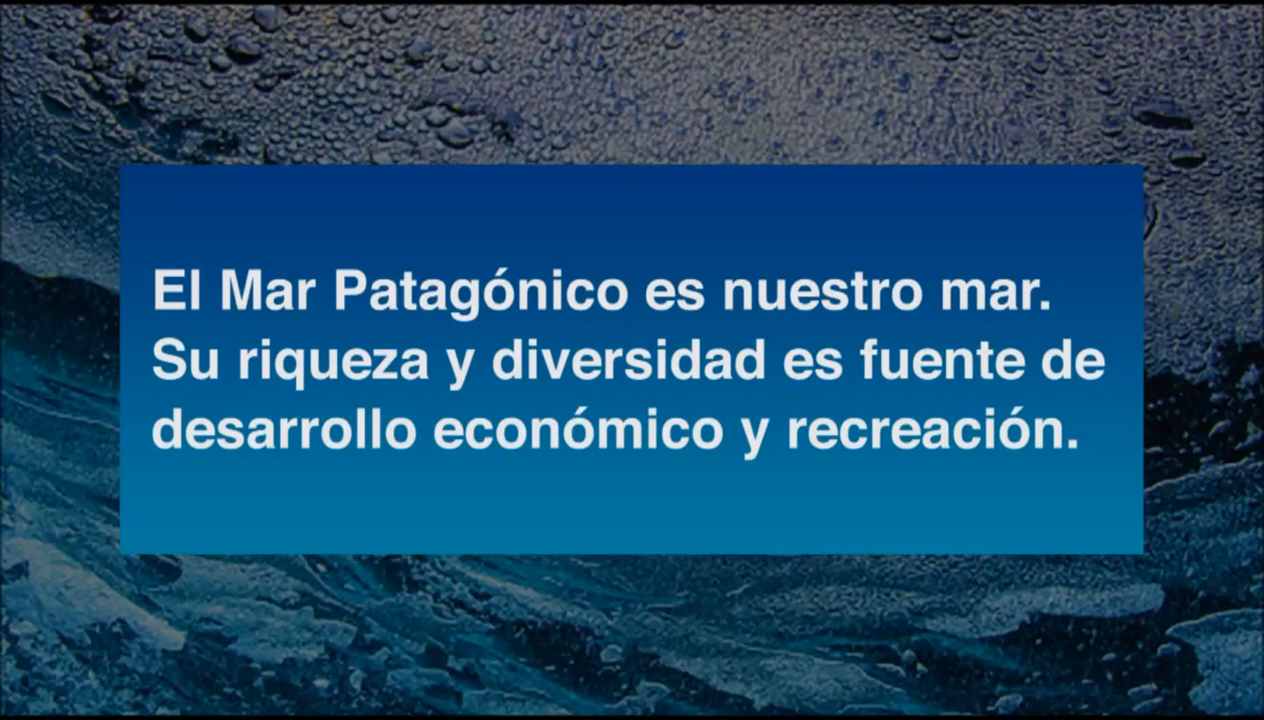 El Mar Patagónico es nuestro mar.
Su riqueza y diversidad es fuente de
desarrollo económico y recreación.